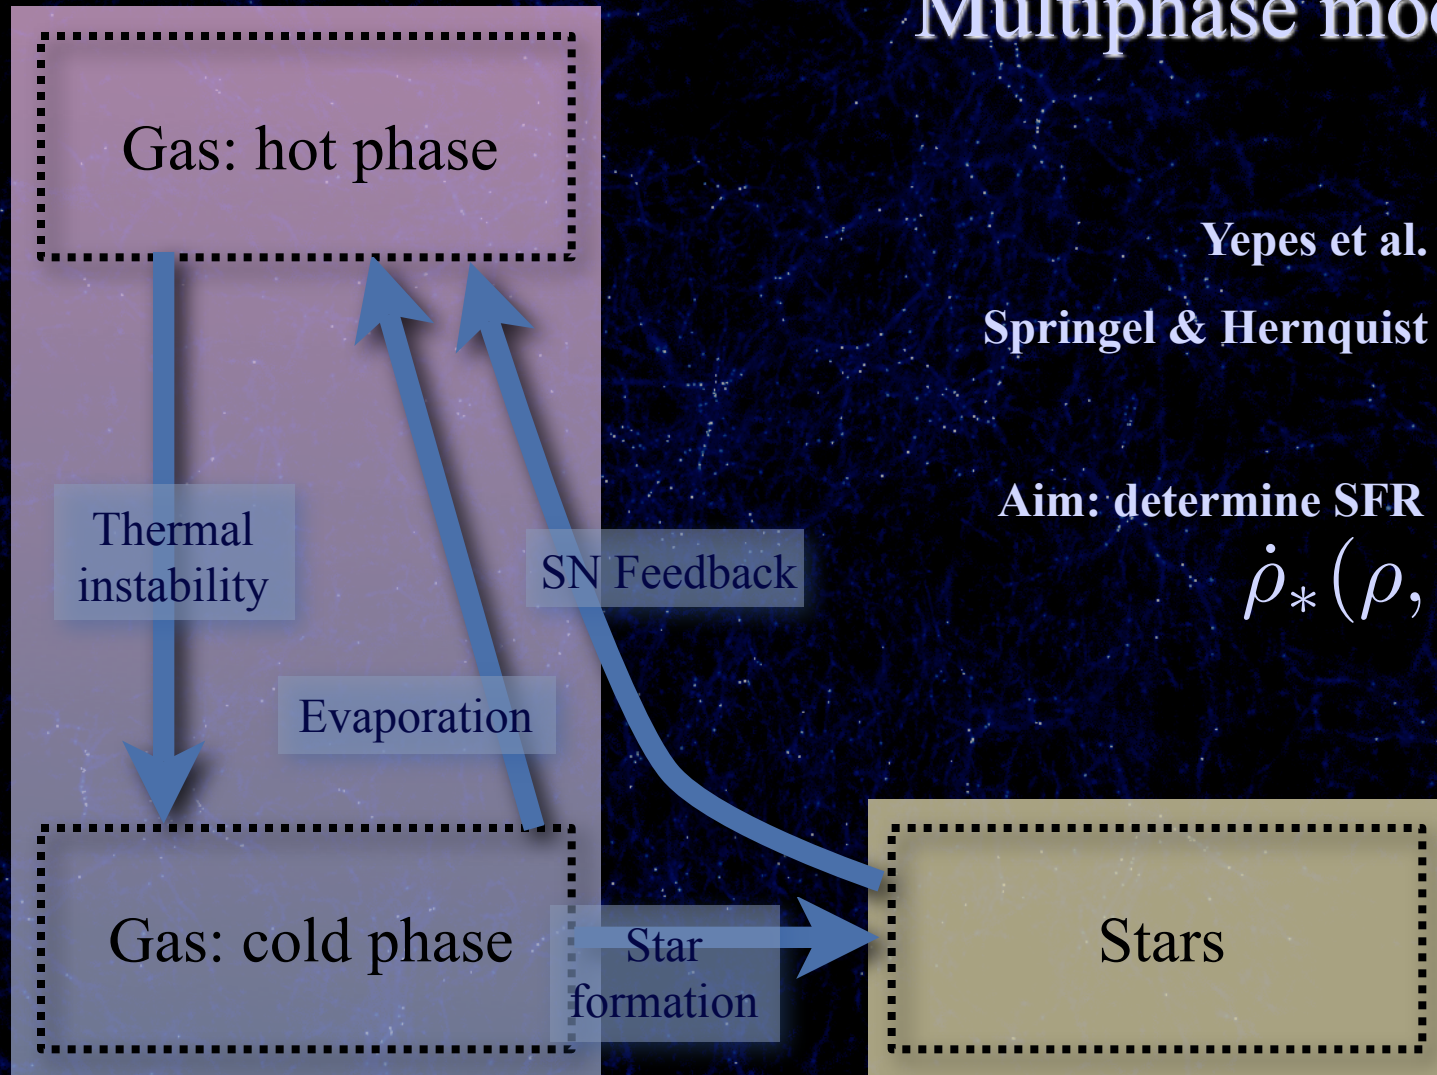 Multiphase
Gas: hot phase
Yepes et al.
Springel & Hernquist
Aim: determine SFR
ρ̇∗(ρ,
Thermal
instability
SN Feedback
Evaporation
Gas: cold phase
Star
formation
Stars